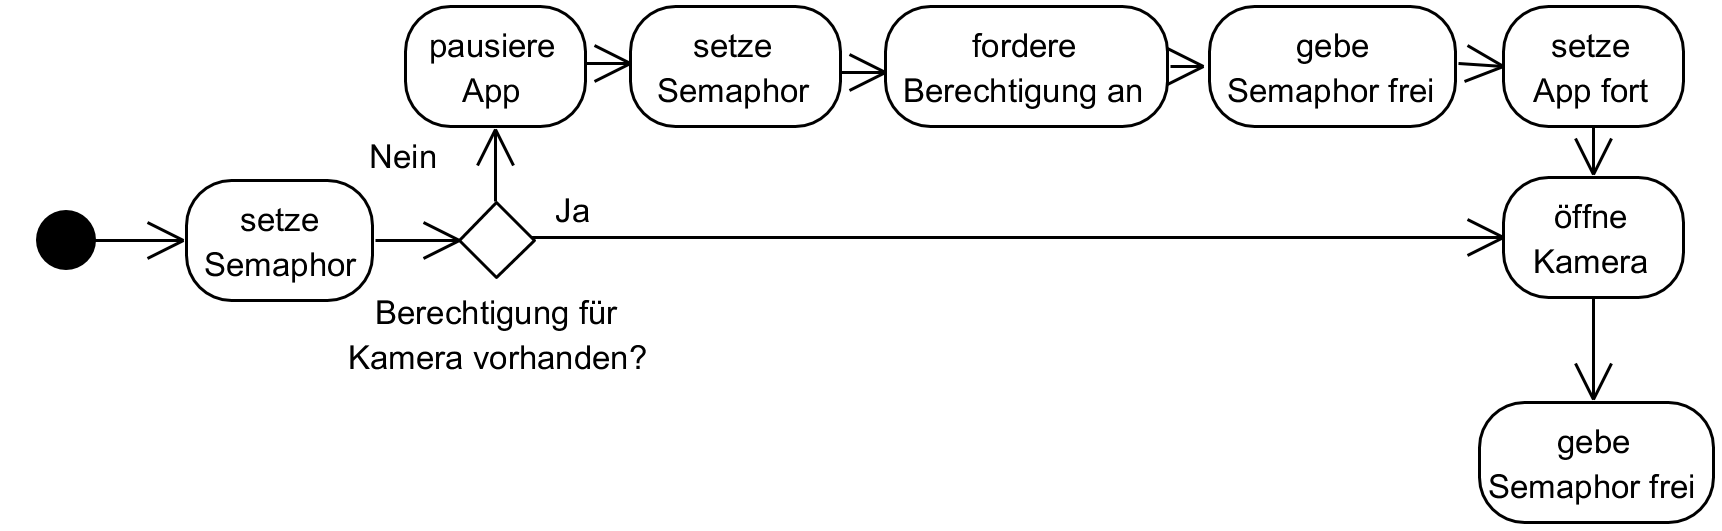 pausiere
App
setze
Semaphor
fordere
Berechtigung an
gebe
Semaphor frei
setze
App fort
Nein
setze
Semaphor
Ja
öffne
Kamera
Berechtigung für
Kamera vorhanden?
gebe
Semaphor frei